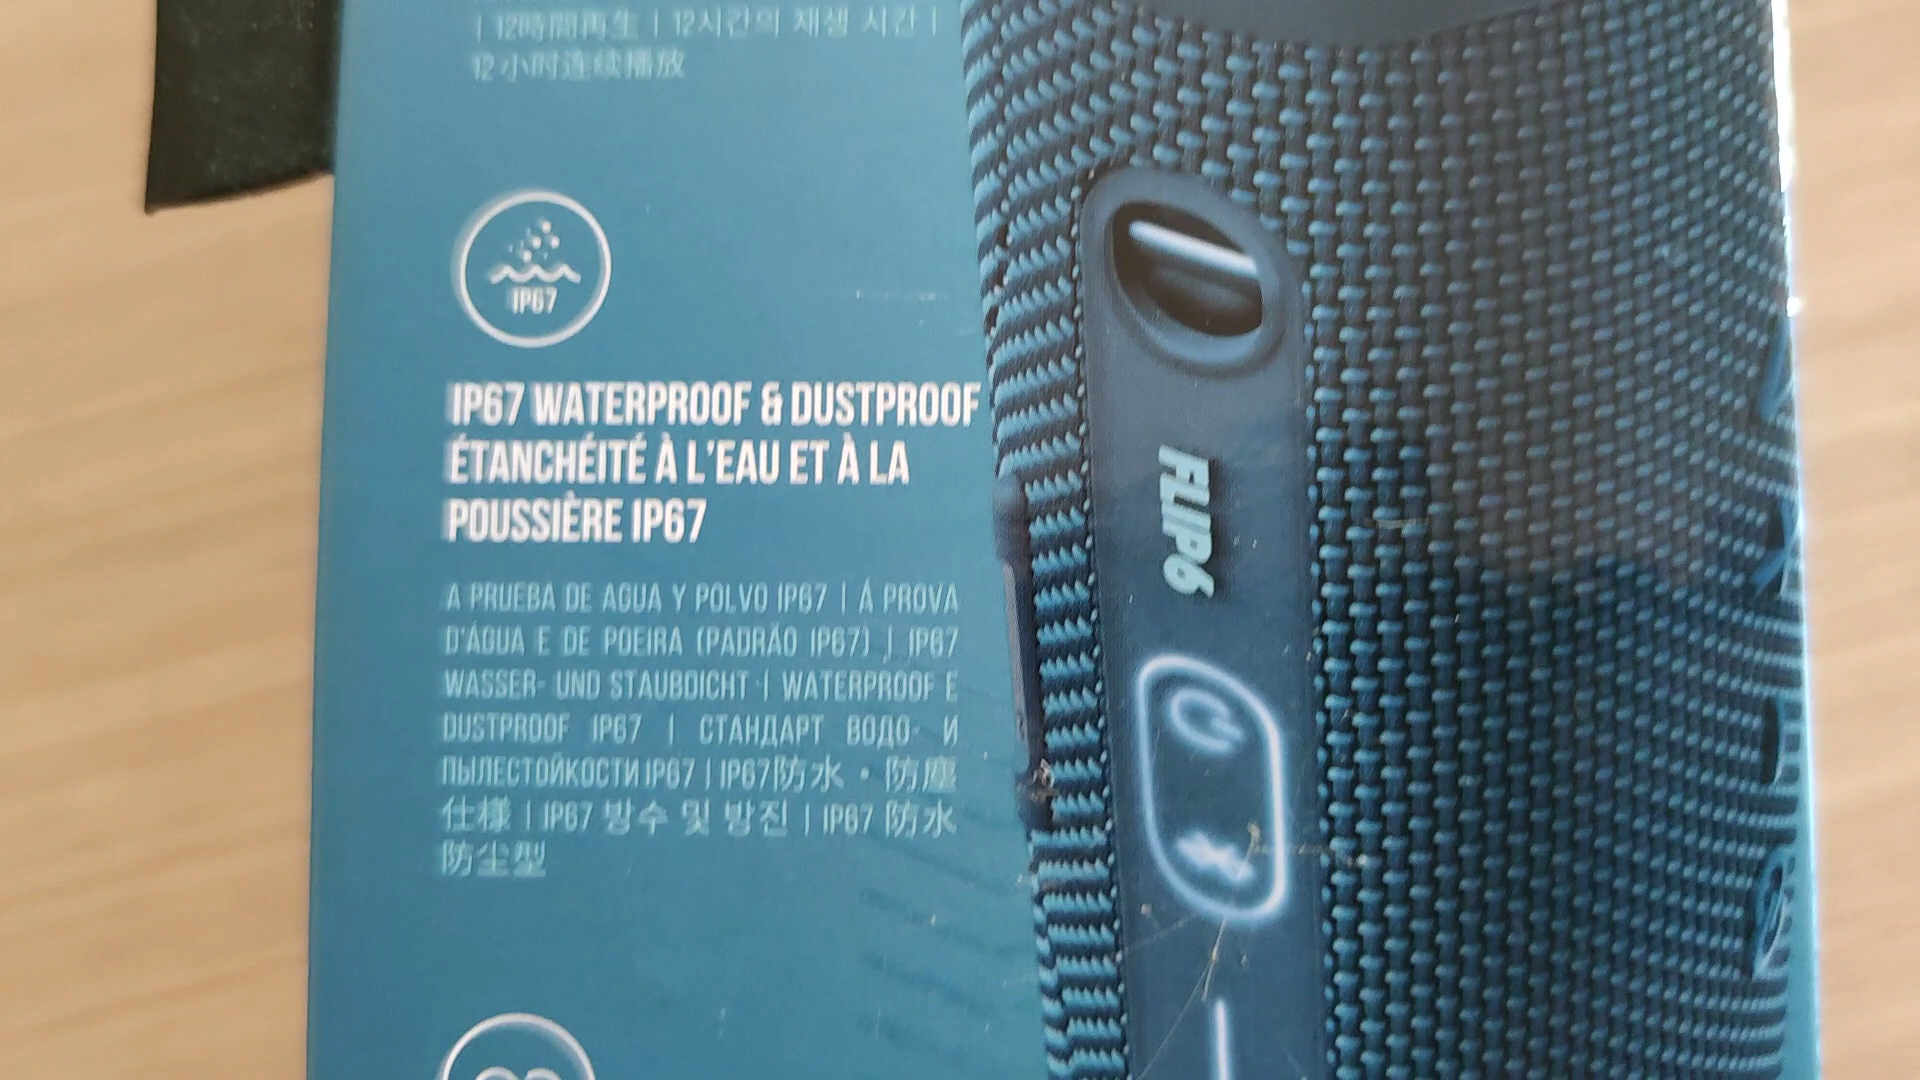 | 12時間再生 | 12시간의 재생 시간 |
12 小时连续播放
IP67
IP67 WATERPROOF & DUSTPROOF
ÉTANCHÉITÉ À L'EAU ET À LA
POUSSIÈRE IP67
A PRUEBA DE AGUA Y POLVO IP67 | Á PROVA
D'ÁGUA E DE POEIRA (PADRÃO IP67) | IP67
WASSER- UND STAUBDICHT | WATERPROOF E
DUSTPROOF IP67 | СТАНДАРТ ВОДО- И
ПЫЛЕСТОЙКОСТИ IP67 | IP67防水・防塵
仕様 | IP67 방수 및 방진 | IP67 防水
防尘型
FLIP6